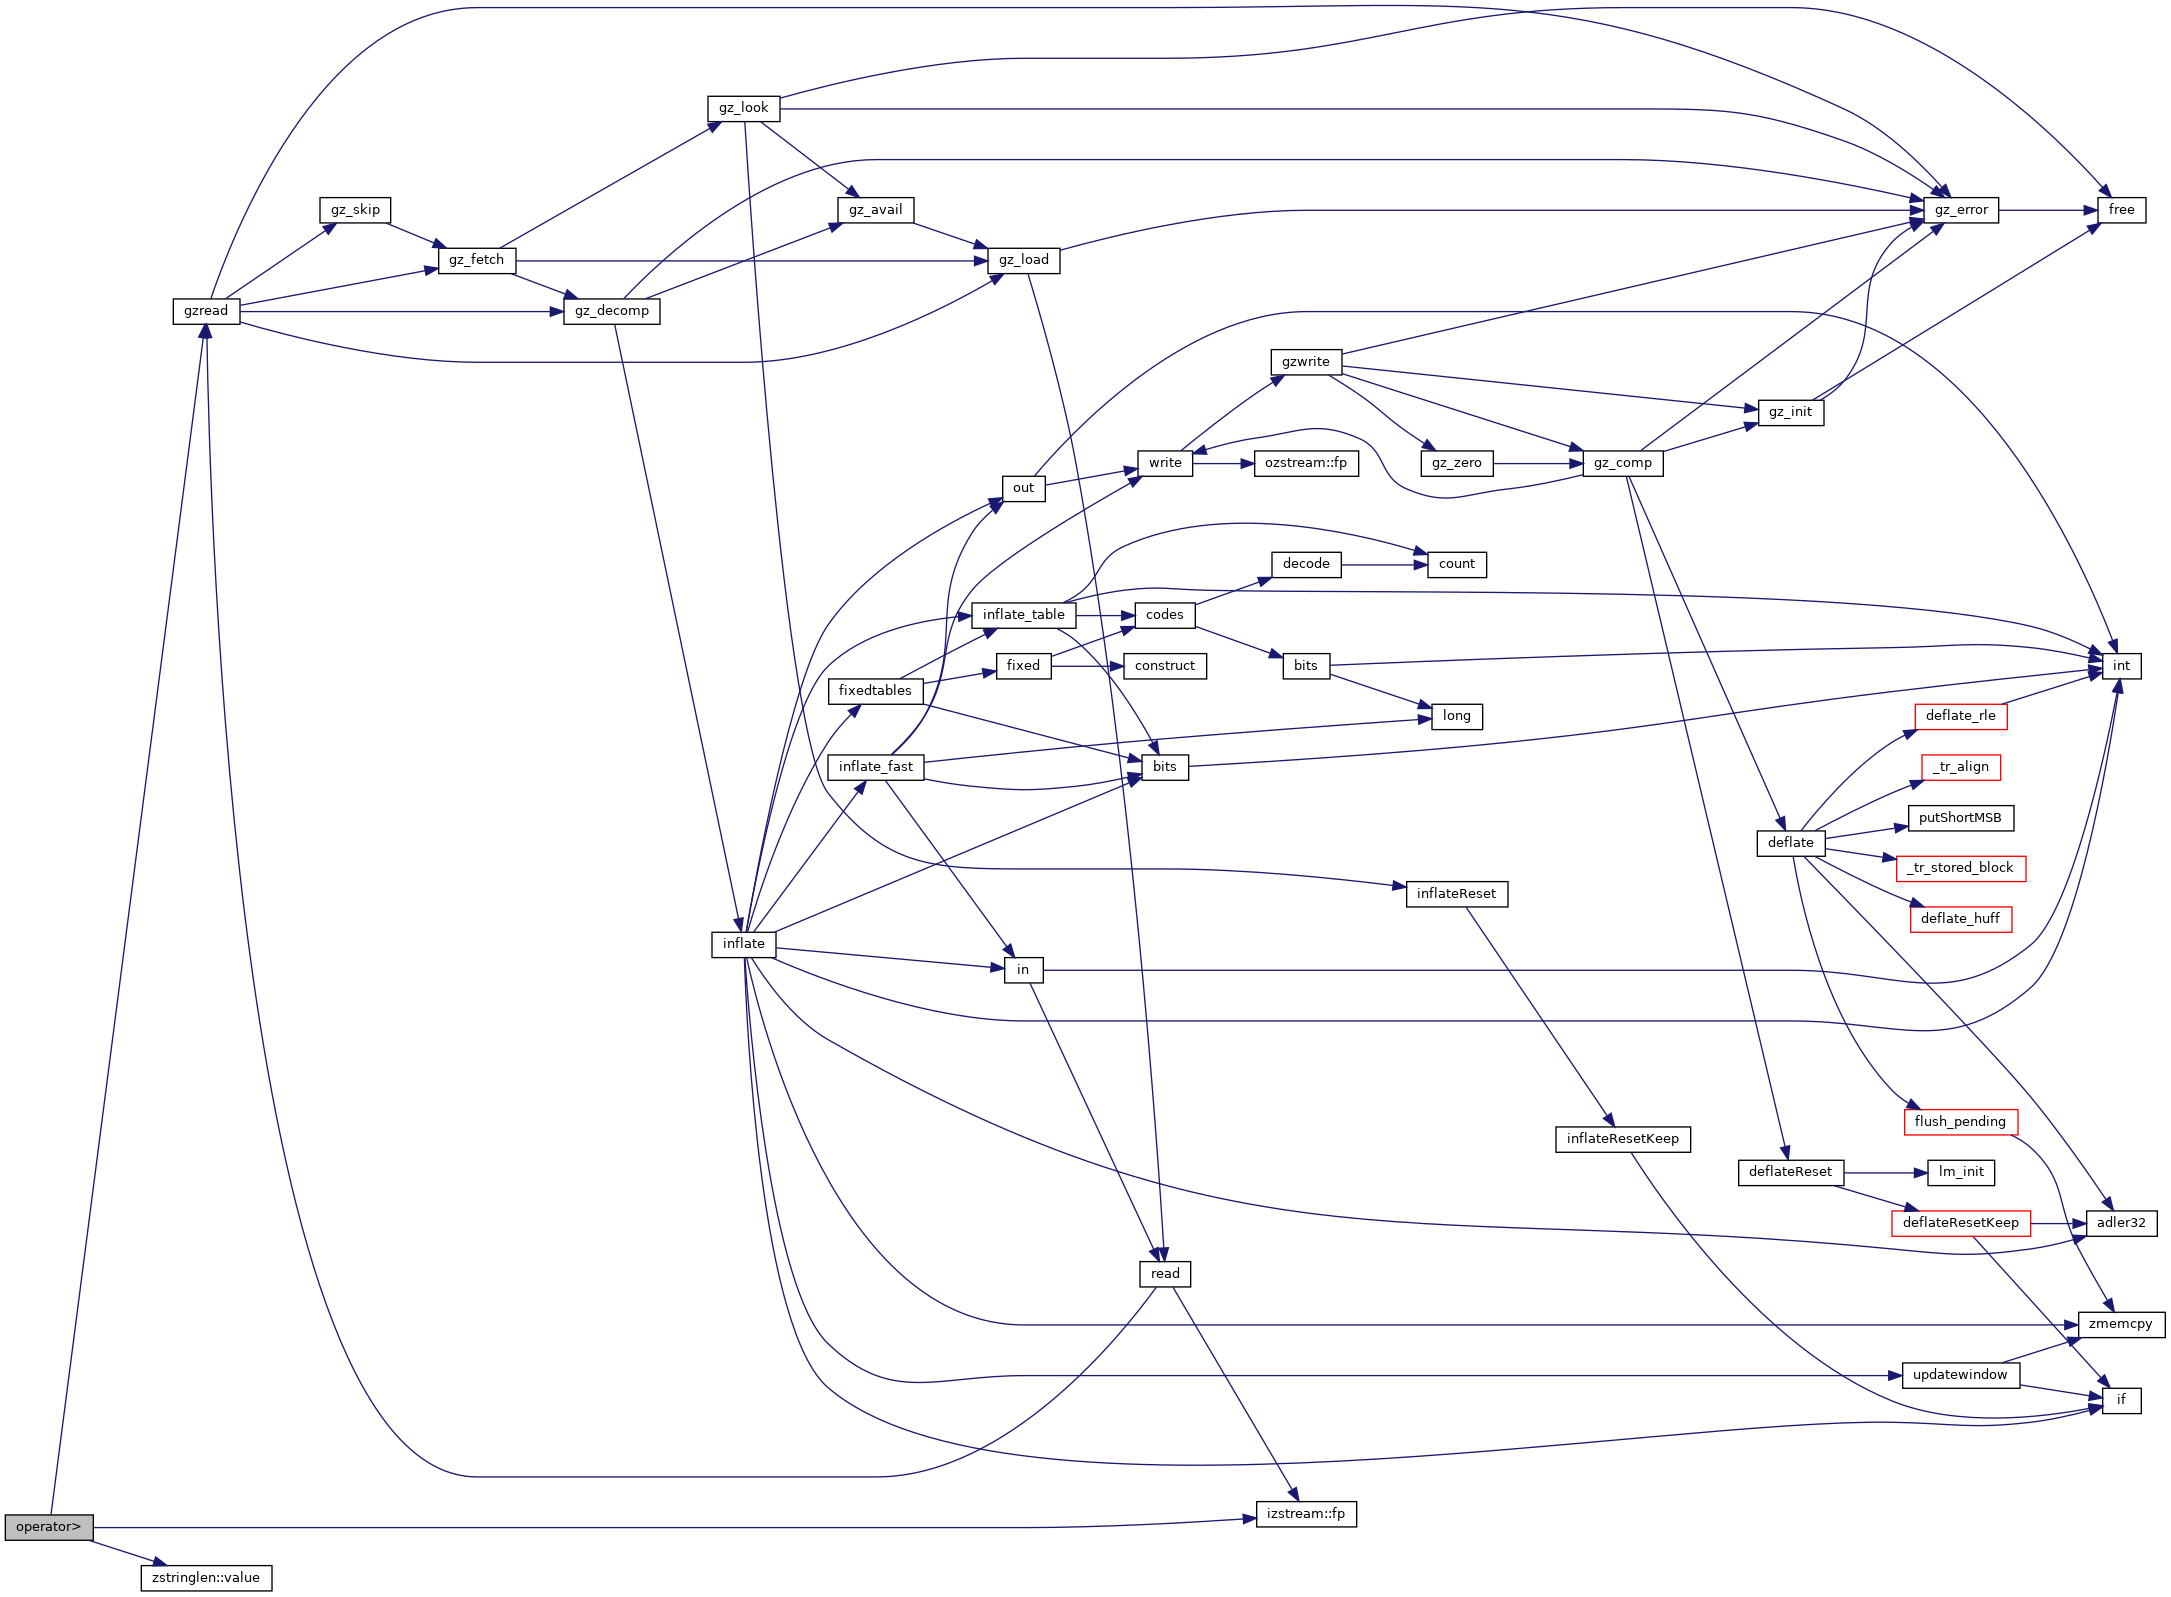 gz_look
gz_skip
gz_avail
gz_error
free
gz_fetch
gz_load
gzread
gz_decomp
gzwrite
gz_init
write
ozstream::fp
gz_zero
gz_comp
out
decode
count
inflate_table
codes
fixed
construct
bits
int
fixedtables
long
deflate_rle
inflate_fast
bits
_tr_align
putShortMSB
deflate
_tr_stored_block
inflateReset
deflate_huff
inflate
in
flush_pending
inflateResetKeep
deflateReset
lm_init
deflateResetKeep
adler32
read
zmemcpy
updatewindow
if
izstream::fp
operator>
zstringlen::value